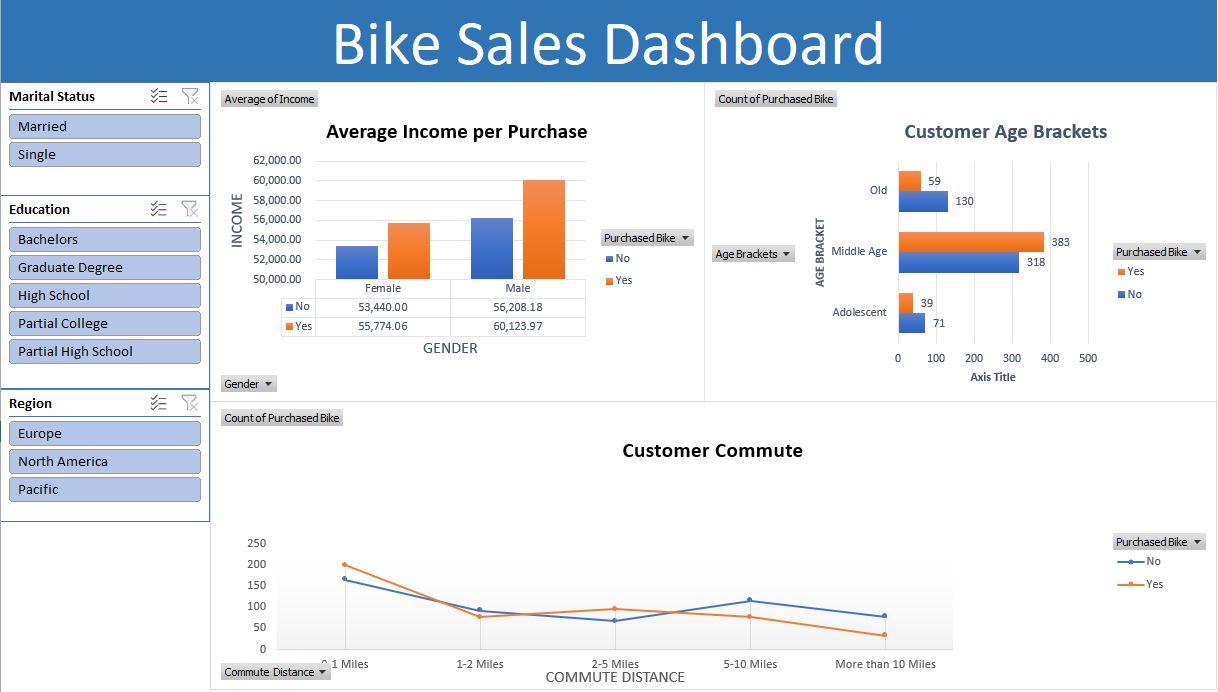 Bike Sales Dashboard
Marital Status
Married
Single
Education
Bachelors
Graduate Degree
High School
Partial College
Partial High School
Region
Europe
North America
Pacific
Average of Income
Average Income per Purchase
INCOME
62,000.00
60,000.00
58,000.00
56,000.00
54,000.00
52,000.00
50,000.00
Female Male
No 53,440.00 56,208.18
Yes 55,774.06 60,123.97
GENDER
Purchased Bike
No
Yes
Gender
Count of Purchased Bike
Customer Age Brackets
Age Brackets
AGE BRACKET
Old 59
130
Middle Age 383
318
Adolescent 39
71
0 100 200 300 400 500
Axis Title
Purchased Bike
Yes
No
Count of Purchased Bike
Customer Commute
250
200
150
100
50
0
1 Miles 1-2 Miles 2-5 Miles 5-10 Miles More than 10 Miles
COMMUTE DISTANCE
Commute Distance
Purchased Bike
No
Yes